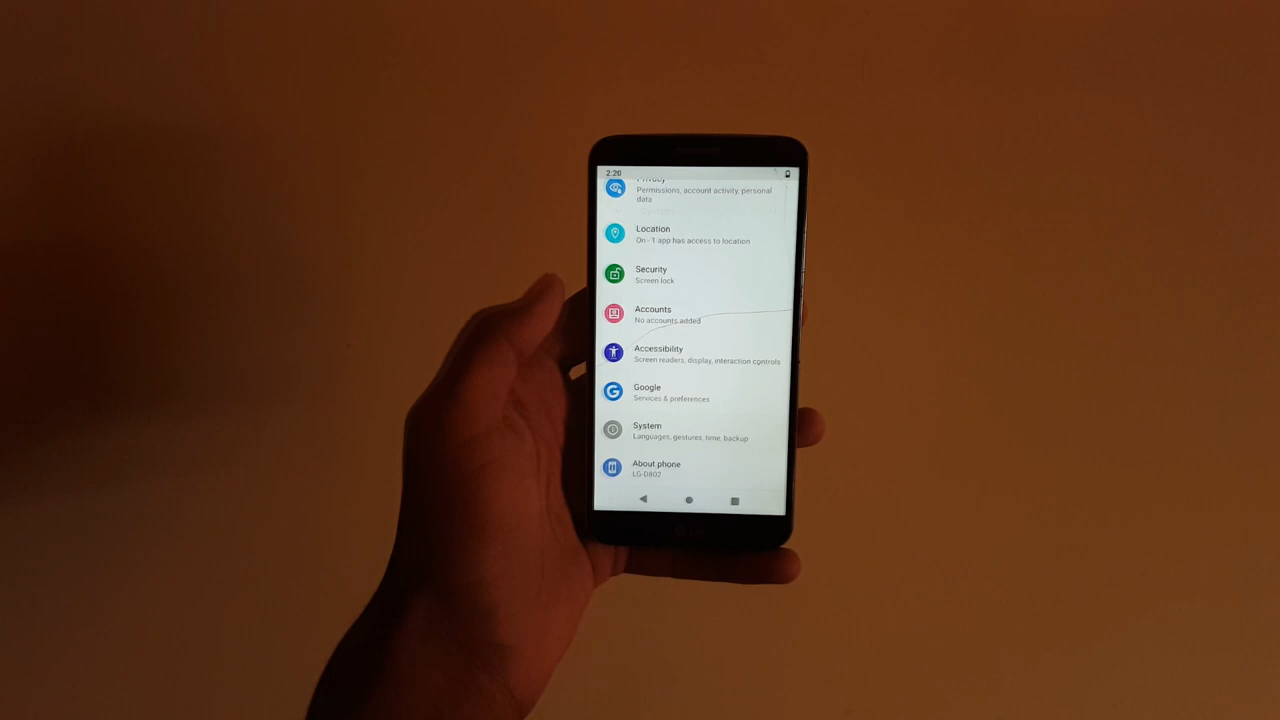 2:20
Privacy
Permissions, account activity, personal
data
Location
On - 1 app has access to location
Security
Screen lock
Accounts
No accounts added
Accessibility
Screen readers, display, interaction controls
Google
Services & preferences
System
Languages, gestures, time, backup
About phone
LG-D802
LG